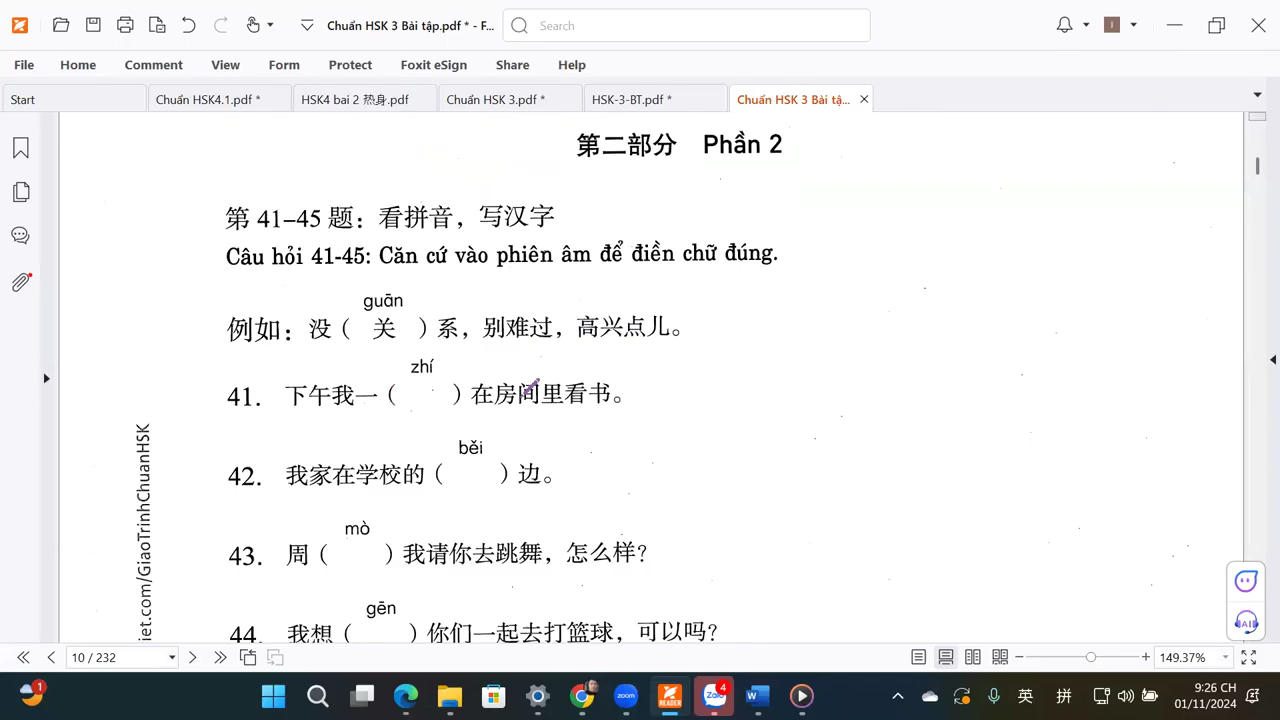 Chuẩn HSK 3 Bài tập.pdf * - F...
Search
I
File Home Comment View Form Protect Foxit eSign Share Help
Start
Chuẩn HSK4.1.pdf *
HSK4 bai 2 热身.pdf
Chuẩn HSK 3.pdf *
HSK-3-BT.pdf *
Chuẩn HSK 3 Bài tậ...
第二部分 Phần 2
第 41–45 题：看拼音，写汉字
Câu hỏi 41-45: Căn cứ vào phiên âm để điền chữ đúng.
guān
例如：没（ 关 ）系，别难过，高兴点儿。
zhí
41. 下午我一（ ）在房间里看书。
běi
42. 我家在学校的（ ）边。
mò
43. 周（ ）我请你去跳舞，怎么样？
gēn
44. 我想（ ）你们一起去打篮球，可以吗？
iet.com/GiaoTrinhChuanHSK
AI
10 / 232
149.37%
1
zoom
READER
Zalo
4
W
英
拼
9:26 CH
01/11/2024